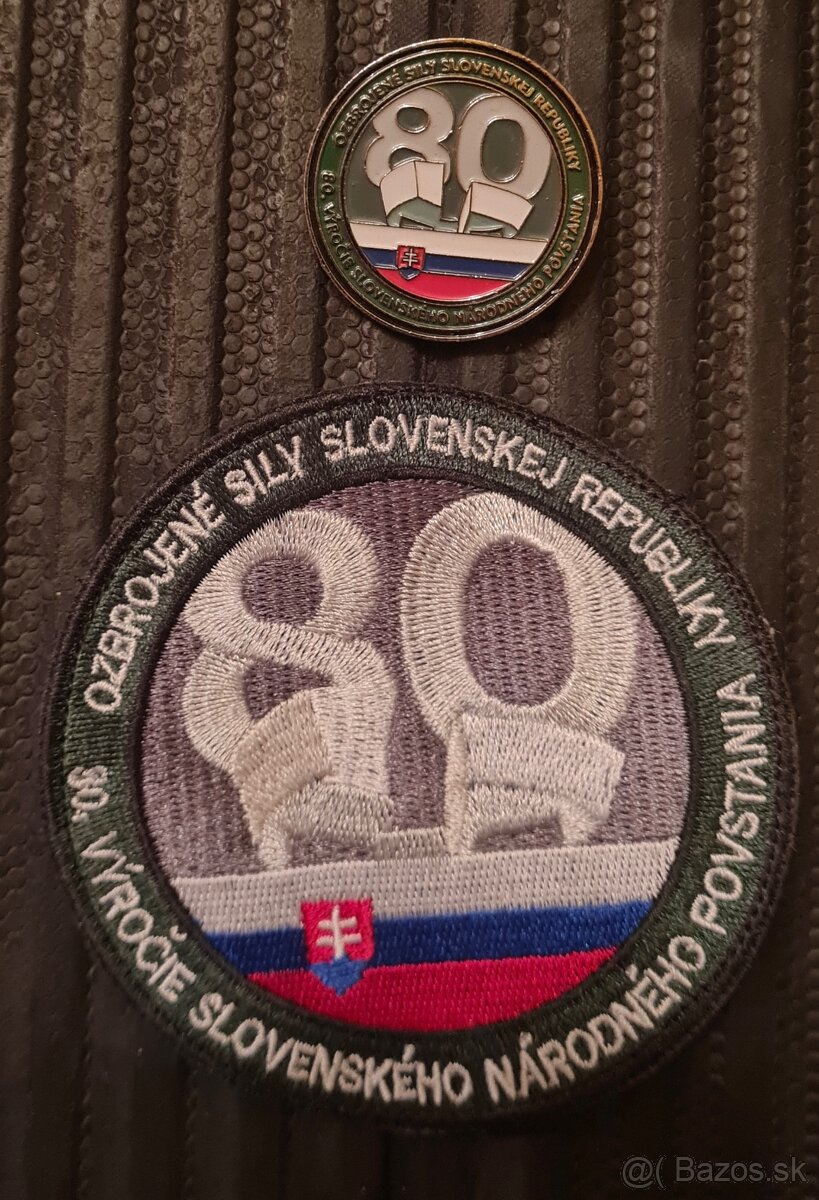 OZBROJENÉ SILY SLOVENSKEJ REPUBLIKY
80
80. VÝROČIE SLOVENSKÉHO NÁRODNÉHO POVSTANIA
OZBROJENÉ SILY SLOVENSKEJ REPUBLIKY
80
80. VÝROČIE SLOVENSKÉHO NÁRODNÉHO POVSTANIA
@( Bazos.sk